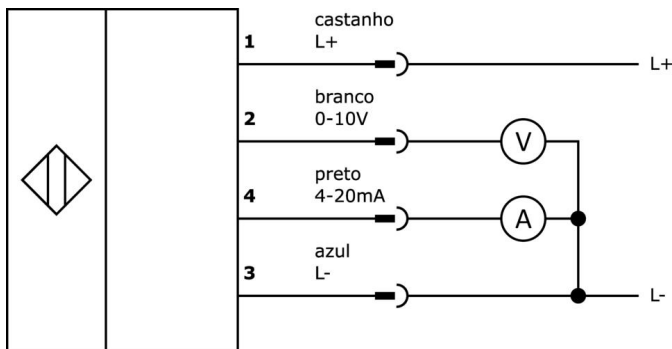 castanho
1 L+
L+
branco
2 0-10V
V
preto
4 4-20mA
A
azul
3 L-
L-